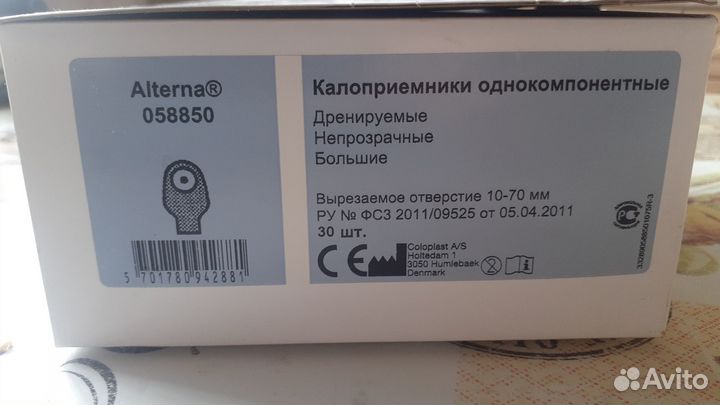 Alterna®
058850
5 701780 942881
Калоприемники однокомпонентные
Дренируемые
Непрозрачные
Большие
Вырезаемое отверстие 10-70 мм
РУ № ФСЗ 2011/09525 от 05.04.2011
30 шт.
CE
Coloplast A/S
Holtedam 1
3050 Humlebaek
Denmark
Avito